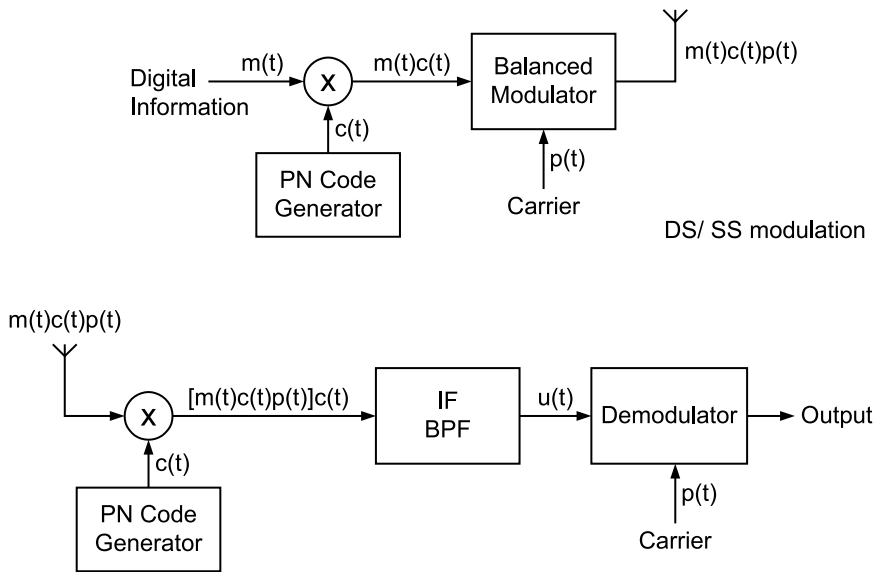 m(t)
m(t)c(t)
m(t)c(t)p(t)
Digital
Information
X
Balanced
Modulator
c(t)
p(t)
PN Code
Generator
Carrier
DS/ SS modulation
m(t)c(t)p(t)
[m(t)c(t)p(t)]c(t)
X
IF
BPF
u(t)
Demodulator
Output
c(t)
p(t)
PN Code
Generator
Carrier